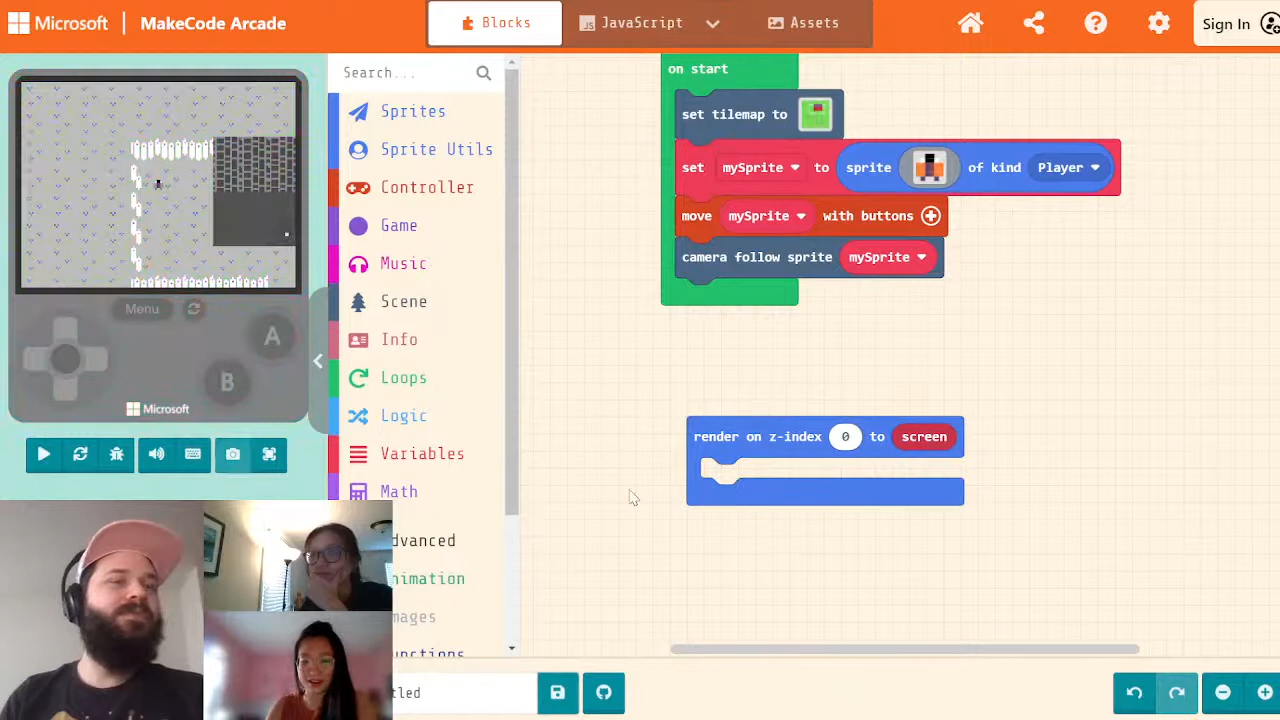 Microsoft | MakeCode Arcade
Blocks
JavaScript
Assets
Sign In
Search...
Sprites
Sprite Utils
Controller
Game
Music
Scene
Info
Loops
Logic
Variables
Math
dvanced
nimation
mages
unctions
Menu
A
B
Microsoft
on start
set tilemap to
set mySprite to sprite of kind Player
move mySprite with buttons
camera follow sprite mySprite
render on z-index 0 to screen
tled